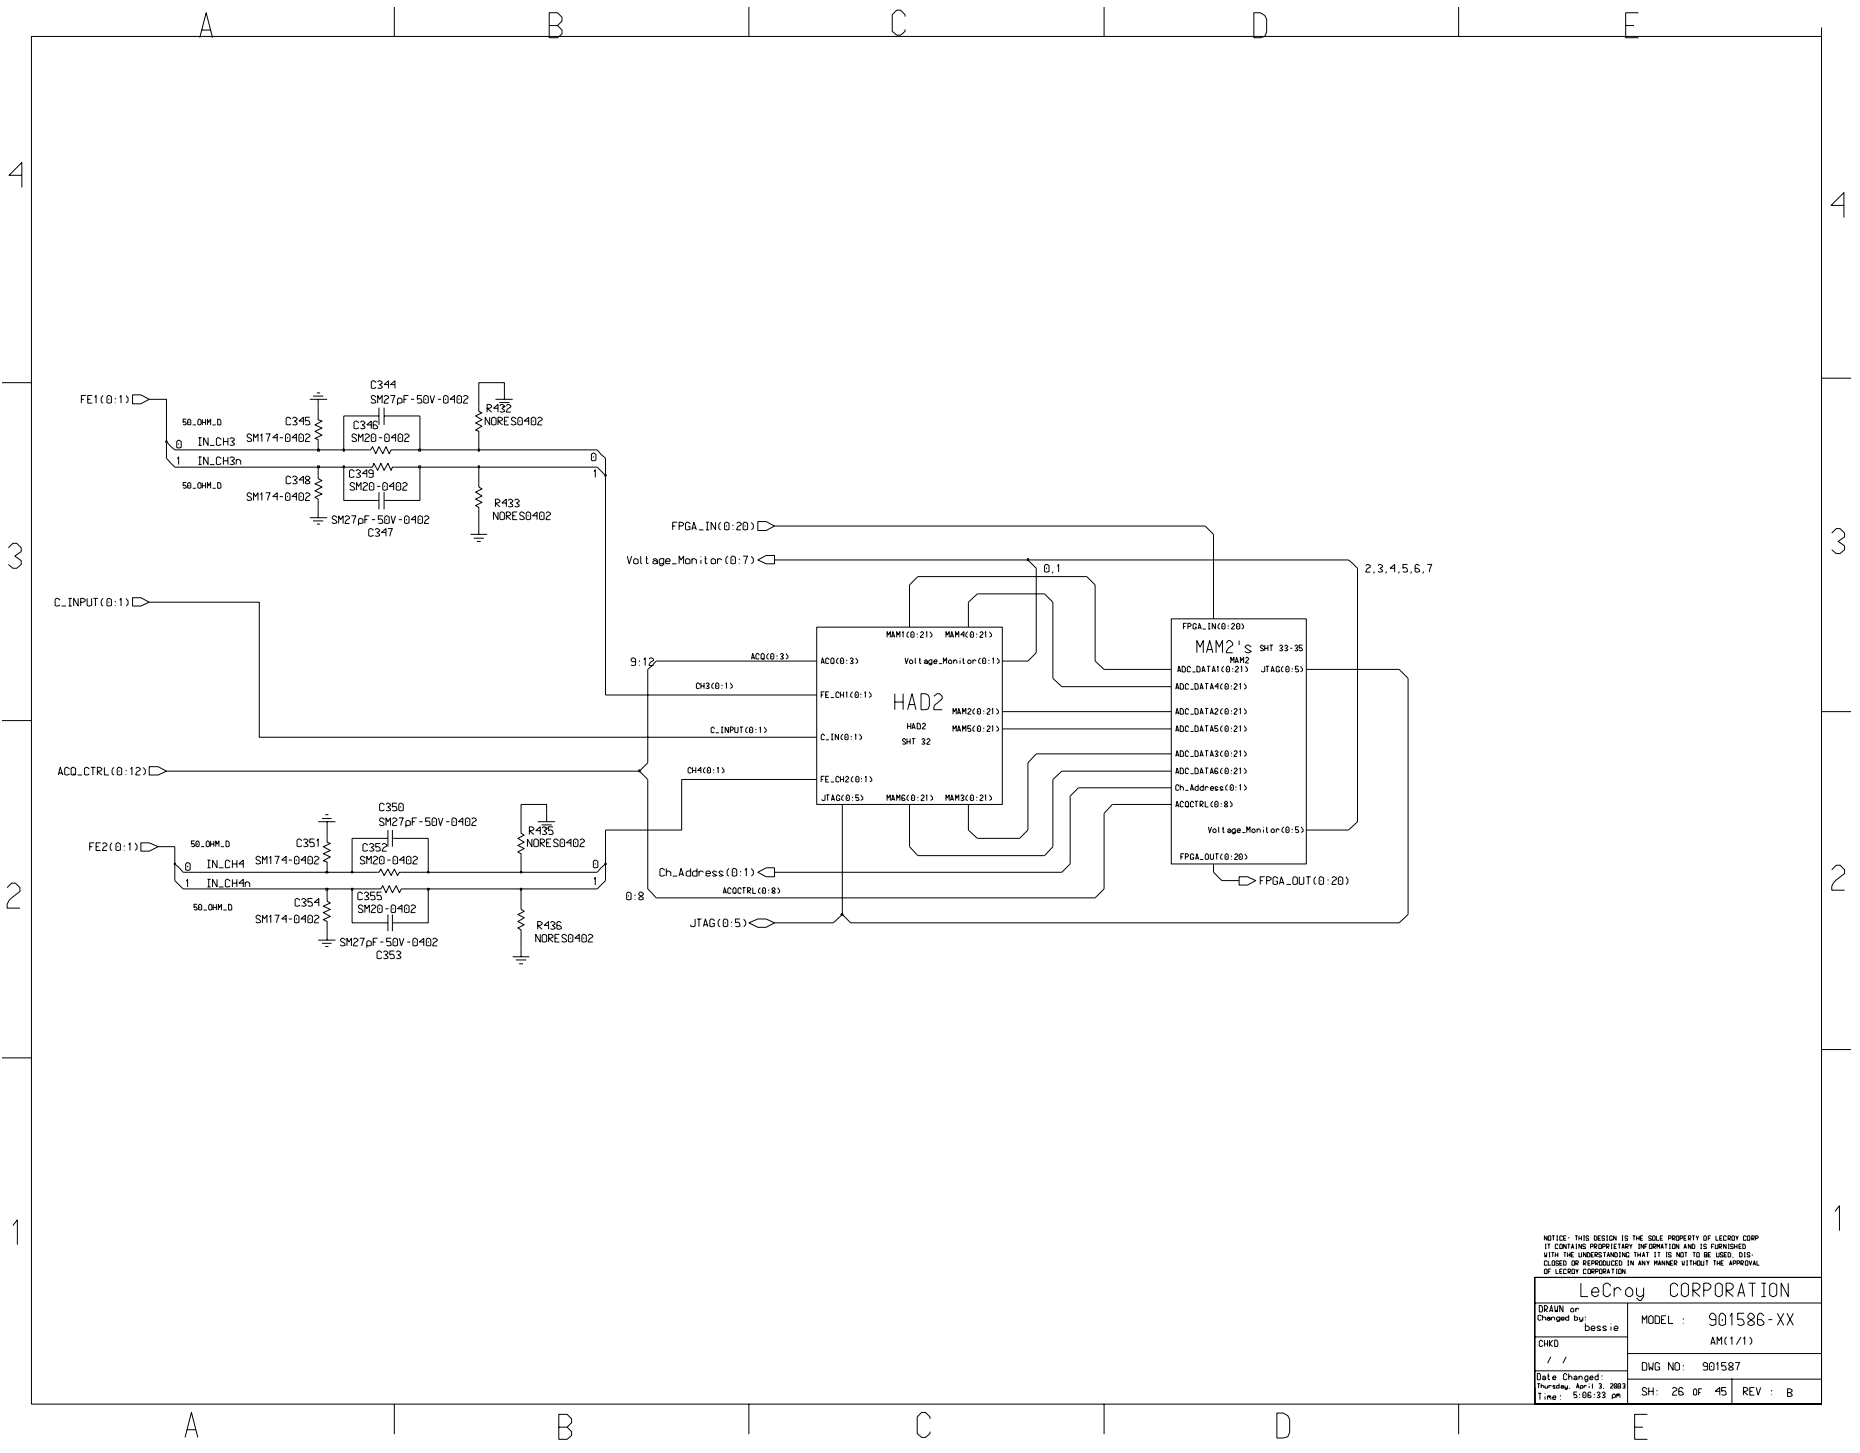 A B C D E
4
4
FE1(0:1)
50_OHM_D
0 IN_CH3
1 IN_CH3n
50_OHM_D
C345
SM174-0402
C348
SM174-0402
C344
SM27pF-50V-0402
C346
SM20-0402
C349
SM20-0402
SM27pF-50V-0402
C347
R432
NORES0402
R433
NORES0402
0
1
3
3
FPGA_IN(0:20)
Voltage_Monitor(0:7)
0,1
2,3,4,5,6,7
C_INPUT(0:1)
9:12
ACQ(0:3)
CH3(0:1)
C_INPUT(0:1)
CH4(0:1)
ACQ_CTRL(0:12)
MAM1(0:21) MAM4(0:21)
ACQ(0:3)
Voltage_Monitor(0:1)
FE_CH1(0:1)
HAD2
MAM2(0:21)
HAD2
MAM5(0:21)
C_IN(0:1)
SHT 32
FE_CH2(0:1)
JTAG(0:5)
MAM6(0:21) MAM3(0:21)
FPGA_IN(0:20)
MAM2's SHT 33-35
MAM2
ADC_DATA1(0:21) JTAG(0:5)
ADC_DATA4(0:21)
ADC_DATA2(0:21)
ADC_DATA5(0:21)
ADC_DATA3(0:21)
ADC_DATA6(0:21)
Ch_Address(0:1)
ACQCTRL(0:8)
Voltage_Monitor(0:5)
FPGA_OUT(0:20)
FPGA_OUT(0:20)
FE2(0:1)
50_OHM_D
0 IN_CH4
1 IN_CH4n
50_OHM_D
C351
SM174-0402
C354
SM174-0402
C350
SM27pF-50V-0402
C352
SM20-0402
C355
SM20-0402
SM27pF-50V-0402
C353
R435
NORES0402
R436
NORES0402
0
1
Ch_Address(0:1)
0:8
ACQCTRL(0:8)
JTAG(0:5)
2
2
1
1
NOTICE: THIS DESIGN IS THE SOLE PROPERTY OF LECROY CORP
IT CONTAINS PROPRIETARY INFORMATION AND IS FURNISHED
WITH THE UNDERSTANDING THAT IT IS NOT TO BE USED, DIS-
CLOSED OR REPRODUCED IN ANY MANNER WITHOUT THE APPROVAL
OF LECROY CORPORATION
LeCroy CORPORATION
DRAWN or
Changed by:
bessie
MODEL : 901586-XX
AM(1/1)
CHKD
/ /
DWG NO: 901587
Date Changed:
Thursday, April 3, 2003
Time: 5:06:33 pm
SH: 26 OF 45
REV : B
A B C D E